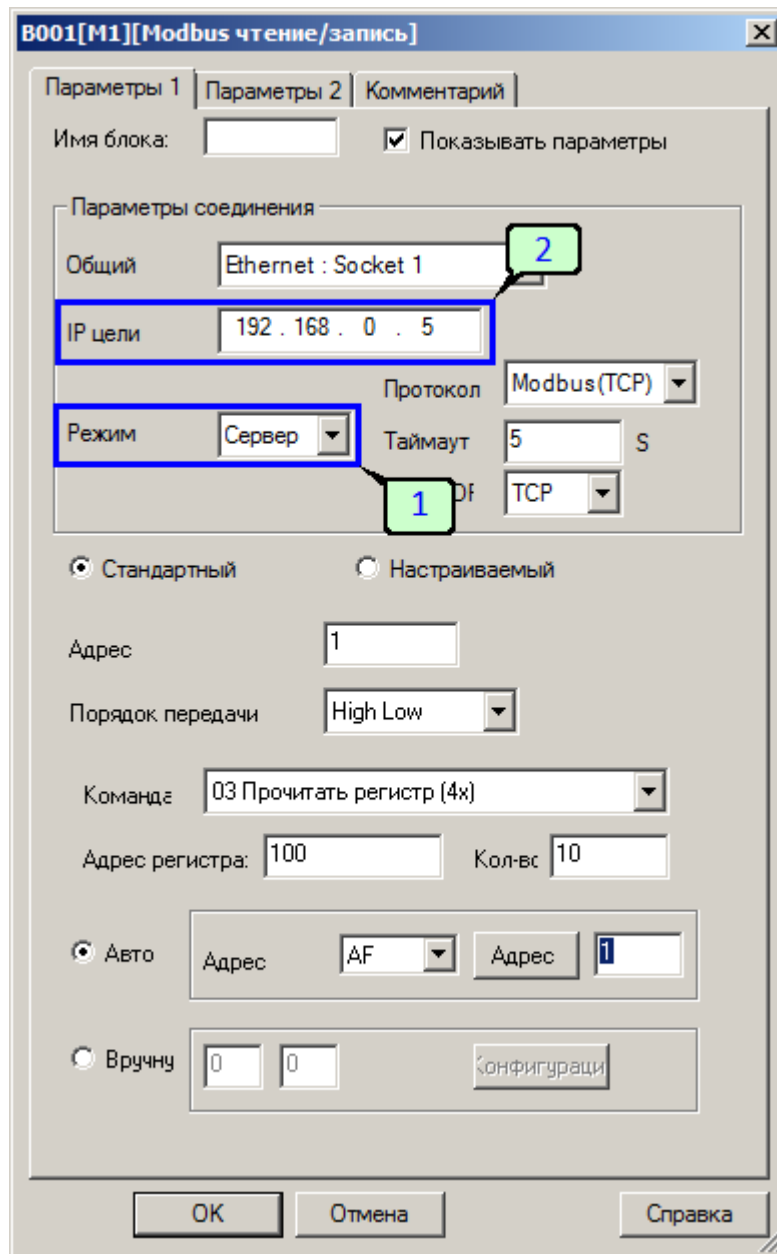 B001[M1][Modbus чтение/запись]
Параметры 1 Параметры 2 Комментарий
Имя блока: Показывать параметры
Параметры соединения
2
Общий Ethernet : Socket 1
IP цели 192 . 168 . 0 . 5
Протокол Modbus(TCP)
Режим Сервер Таймаут 5 S
1 TCP
Стандартный Настраиваемый
Адрес 1
Порядок передачи High Low
Команда 03 Прочитать регистр (4x)
Адрес регистра: 100 Кол-вс 10
Авто Адрес AF Адрес 1
Вручну 0 0 Конфигураци
OK Отмена Справка